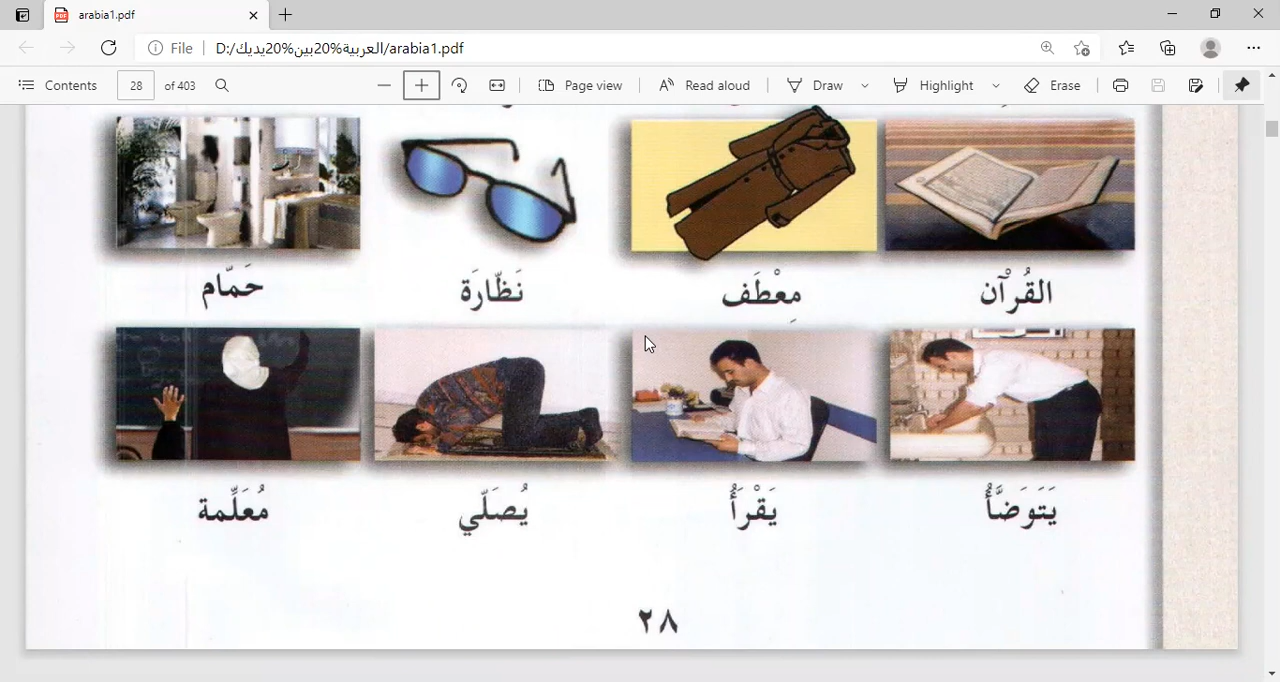 arabia1.pdf
File
D:/العربية%20بين%20يديك/arabia1.pdf
Contents
28
of 403
Page view
Read aloud
Draw
Highlight
Erase
القُرْآن
مِعْطَف
نَظّارَة
حَمّام
يَتَوَضَّأُ
يَقْرَأُ
يُصَلّي
مُعَلِّمة
٢٨